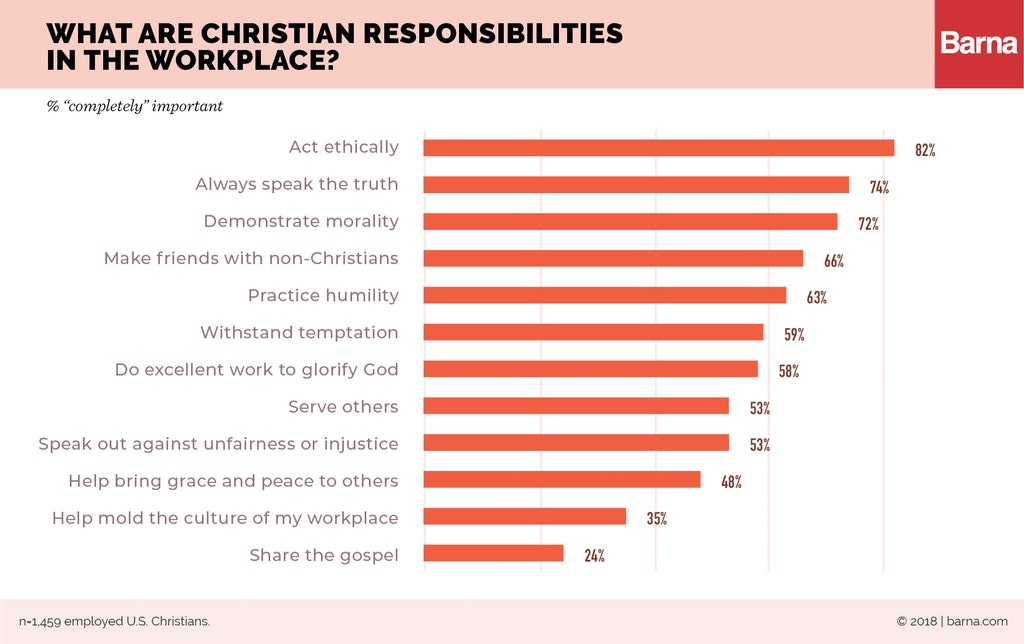 WHAT ARE CHRISTIAN RESPONSIBILITIES
IN THE WORKPLACE?
Barna
% “completely” important
Act ethically 82%
Always speak the truth 74%
Demonstrate morality 72%
Make friends with non-Christians 66%
Practice humility 63%
Withstand temptation 59%
Do excellent work to glorify God 58%
Serve others 53%
Speak out against unfairness or injustice 53%
Help bring grace and peace to others 48%
Help mold the culture of my workplace 35%
Share the gospel 24%
n=1,459 employed U.S. Christians.
© 2018 | barna.com